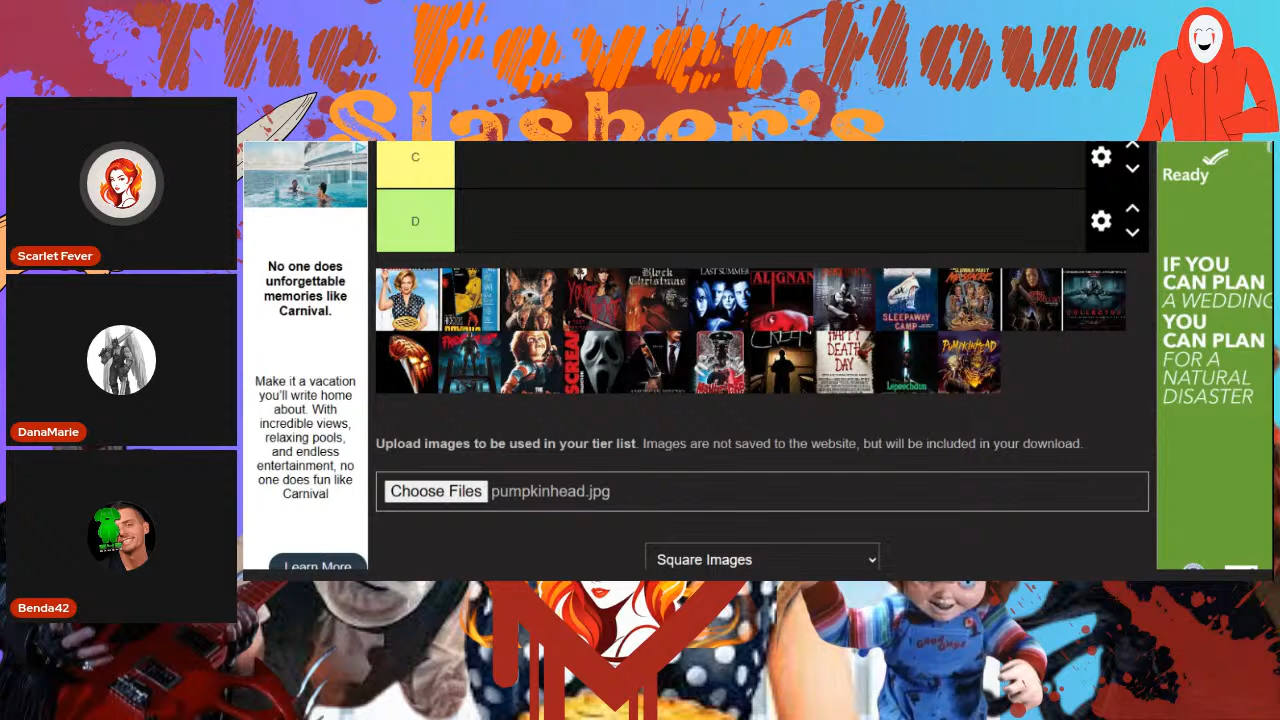 The Fever Hour
Slasher's
Scarlet Fever
DanaMarie
Benda42
No one does
unforgettable
memories like
Carnival.
Make it a vacation
you'll write home
about. With
incredible views,
relaxing pools,
and endless
entertainment, no
one does fun like
Carnival
Learn More
C
D
Black
Christmas
LAST SUMMER
MALIGNANT
SLEEPAWAY
CAMP
MASSACRE
COLLECTOR
SCREAM
CREEP
HAPPY
DEATH
DAY
Leprechaun
PUMPKINHEAD
Upload images to be used in your tier list. Images are not saved to the website, but will be included in your download.
Choose Files pumpkinhead.jpg
Square Images
Ready
IF YOU
CAN PLAN
A WEDDING
YOU
CAN PLAN
FOR A
NATURAL
DISASTER
GOOD GUYS